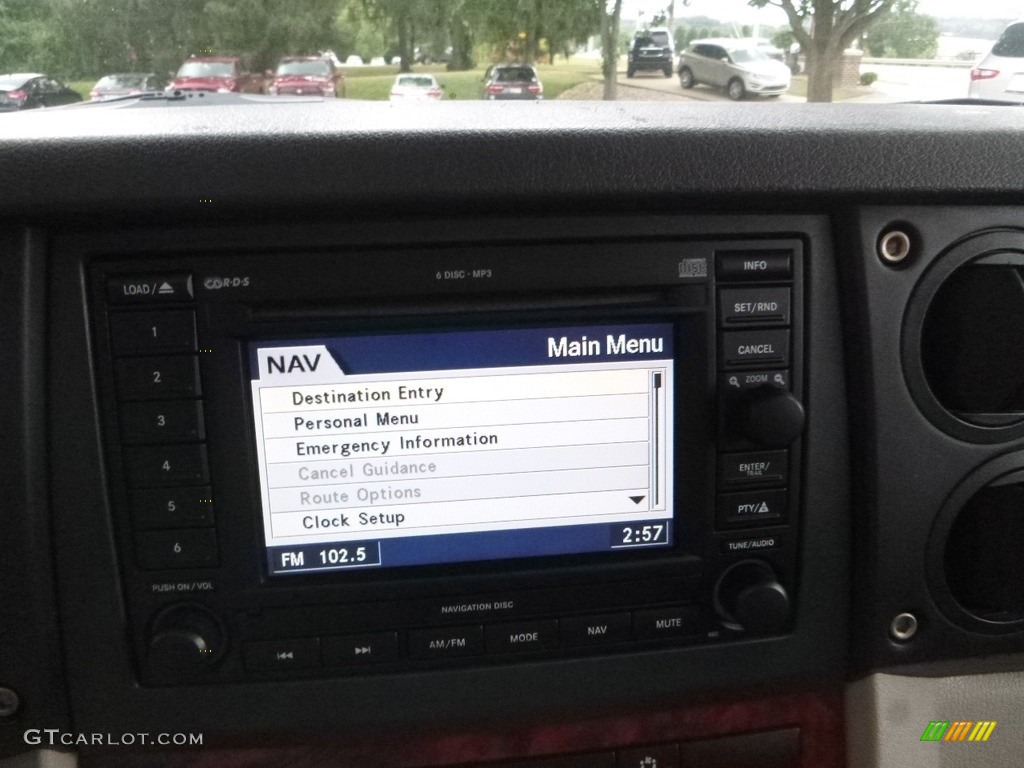 LOAD /
R·D·S
6 DISC · MP3
disc
INFO
SET/RND
CANCEL
ZOOM
ENTER/
TRAIL
PTY/
TUNE/AUDIO
1
2
3
4
5
6
PUSH ON / VOL
NAV
Main Menu
Destination Entry
Personal Menu
Emergency Information
Cancel Guidance
Route Options
Clock Setup
FM 102.5
2:57
NAVIGATION DISC
AM/FM
MODE
NAV
MUTE
GTCARLOT.COM